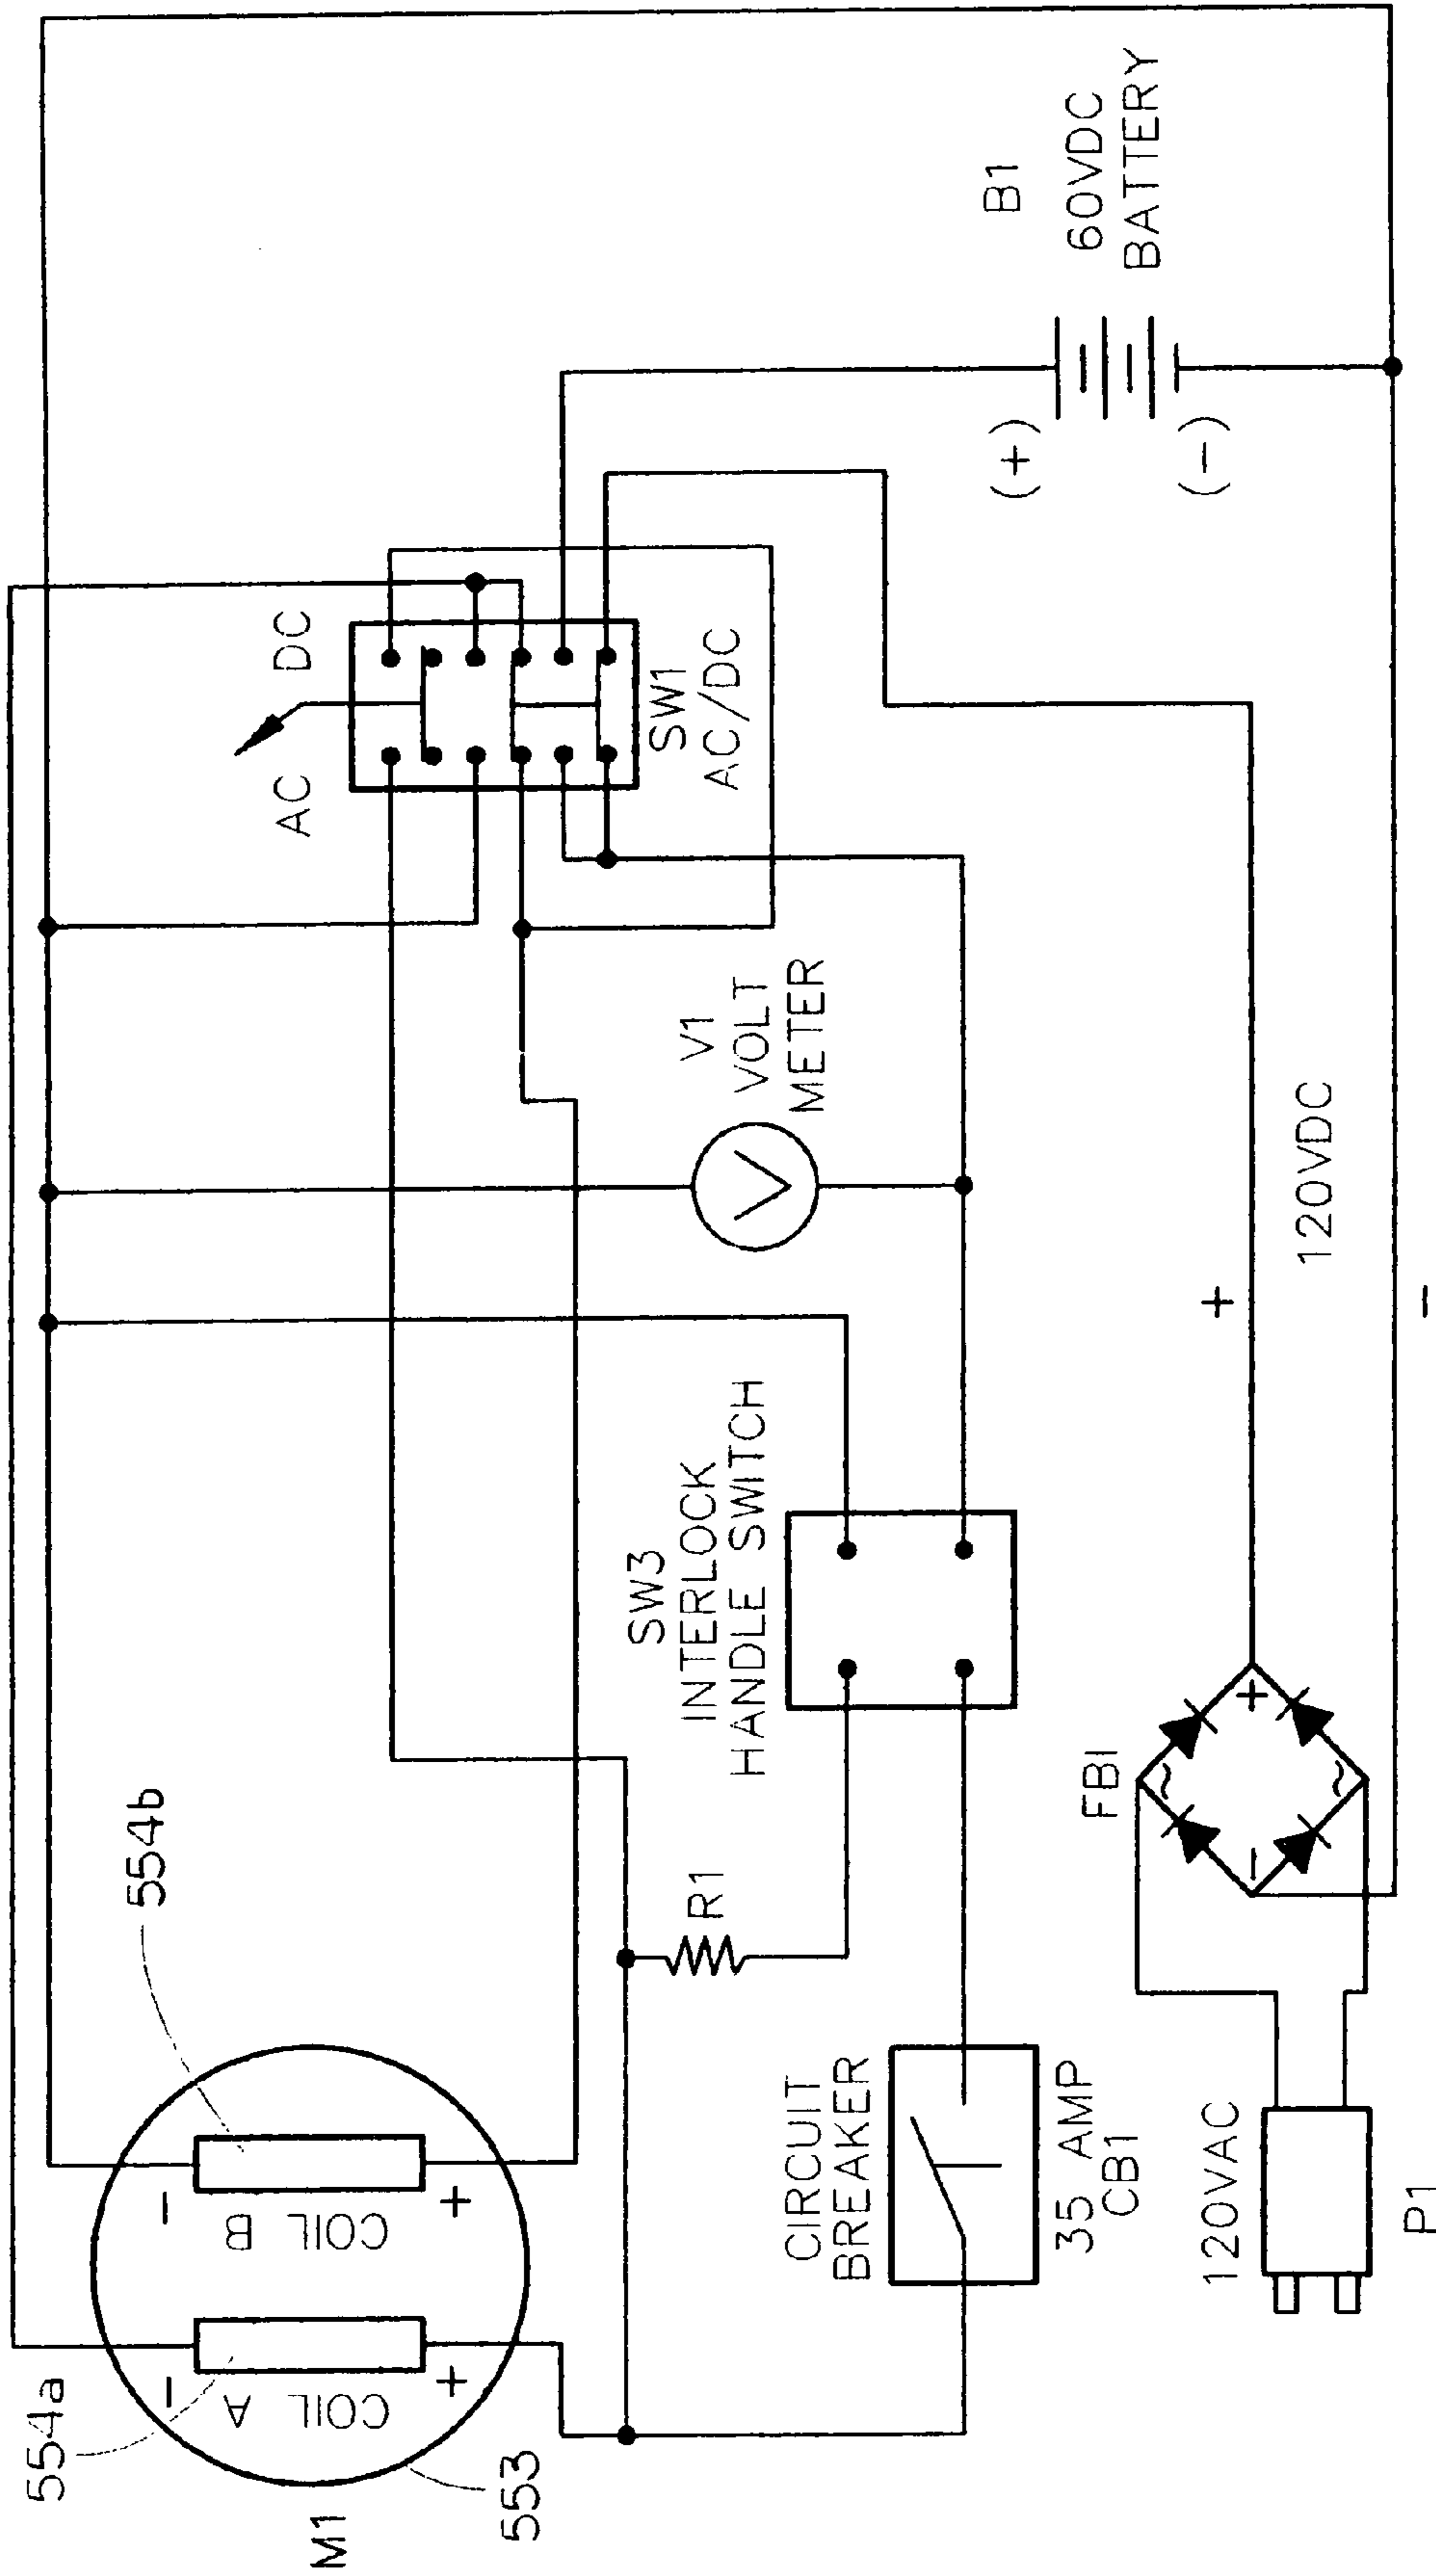 M1
553
554a
554b
COIL A
COIL B
-
+
-
+
AC
DC
SW1
AC/DC
V1
VOLT
METER
SW3
INTERLOCK
HANDLE SWITCH
R1
CIRCUIT
BREAKER
35 AMP
CB1
B1
60VDC
BATTERY
(+)
(-)
FB1
~
~
+
-
+
120VDC
-
120VAC
P1